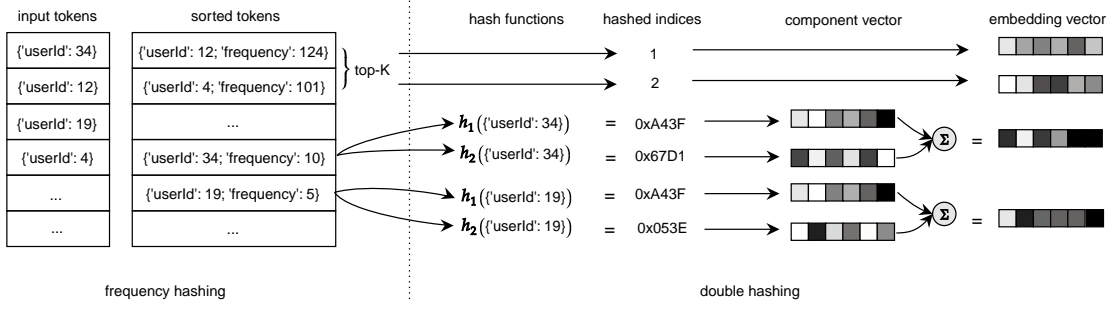 input tokens
{'userId': 34}
{'userId': 12}
{'userId': 19}
{'userId': 4}
...
...
sorted tokens
{'userId': 12; 'frequency': 124}
{'userId': 4; 'frequency': 101}
...
{'userId': 34; 'frequency': 10}
{'userId': 19; 'frequency': 5}
...
top-K
frequency hashing
hash functions hashed indices component vector embedding vector
1
2
h1({'userId': 34}) = 0xA43F
h2({'userId': 34}) = 0x67D1
Σ =
h1({'userId': 19}) = 0xA43F
h2({'userId': 19}) = 0x053E
Σ =
double hashing